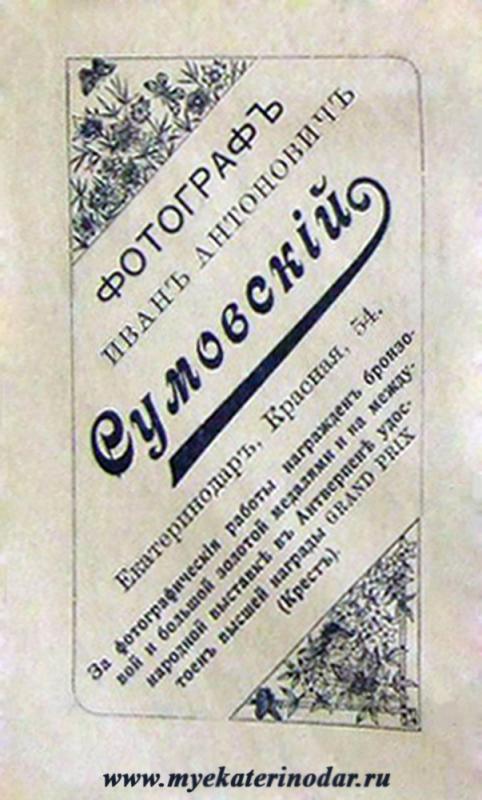 ФОТОГРАФЪ
ИВАНЪ АНТОНОВИЧЪ
Сумовскій
Екатеринодаръ, Красная, 54.
За фотографическія работы награжденъ бронзо-
вой и большой золотой медалями и на между-
народной выставкѣ въ Антверпенѣ удос-
тоенъ высшей награды GRAND PRIX
(Крестъ).
www.myekaterinodar.ru